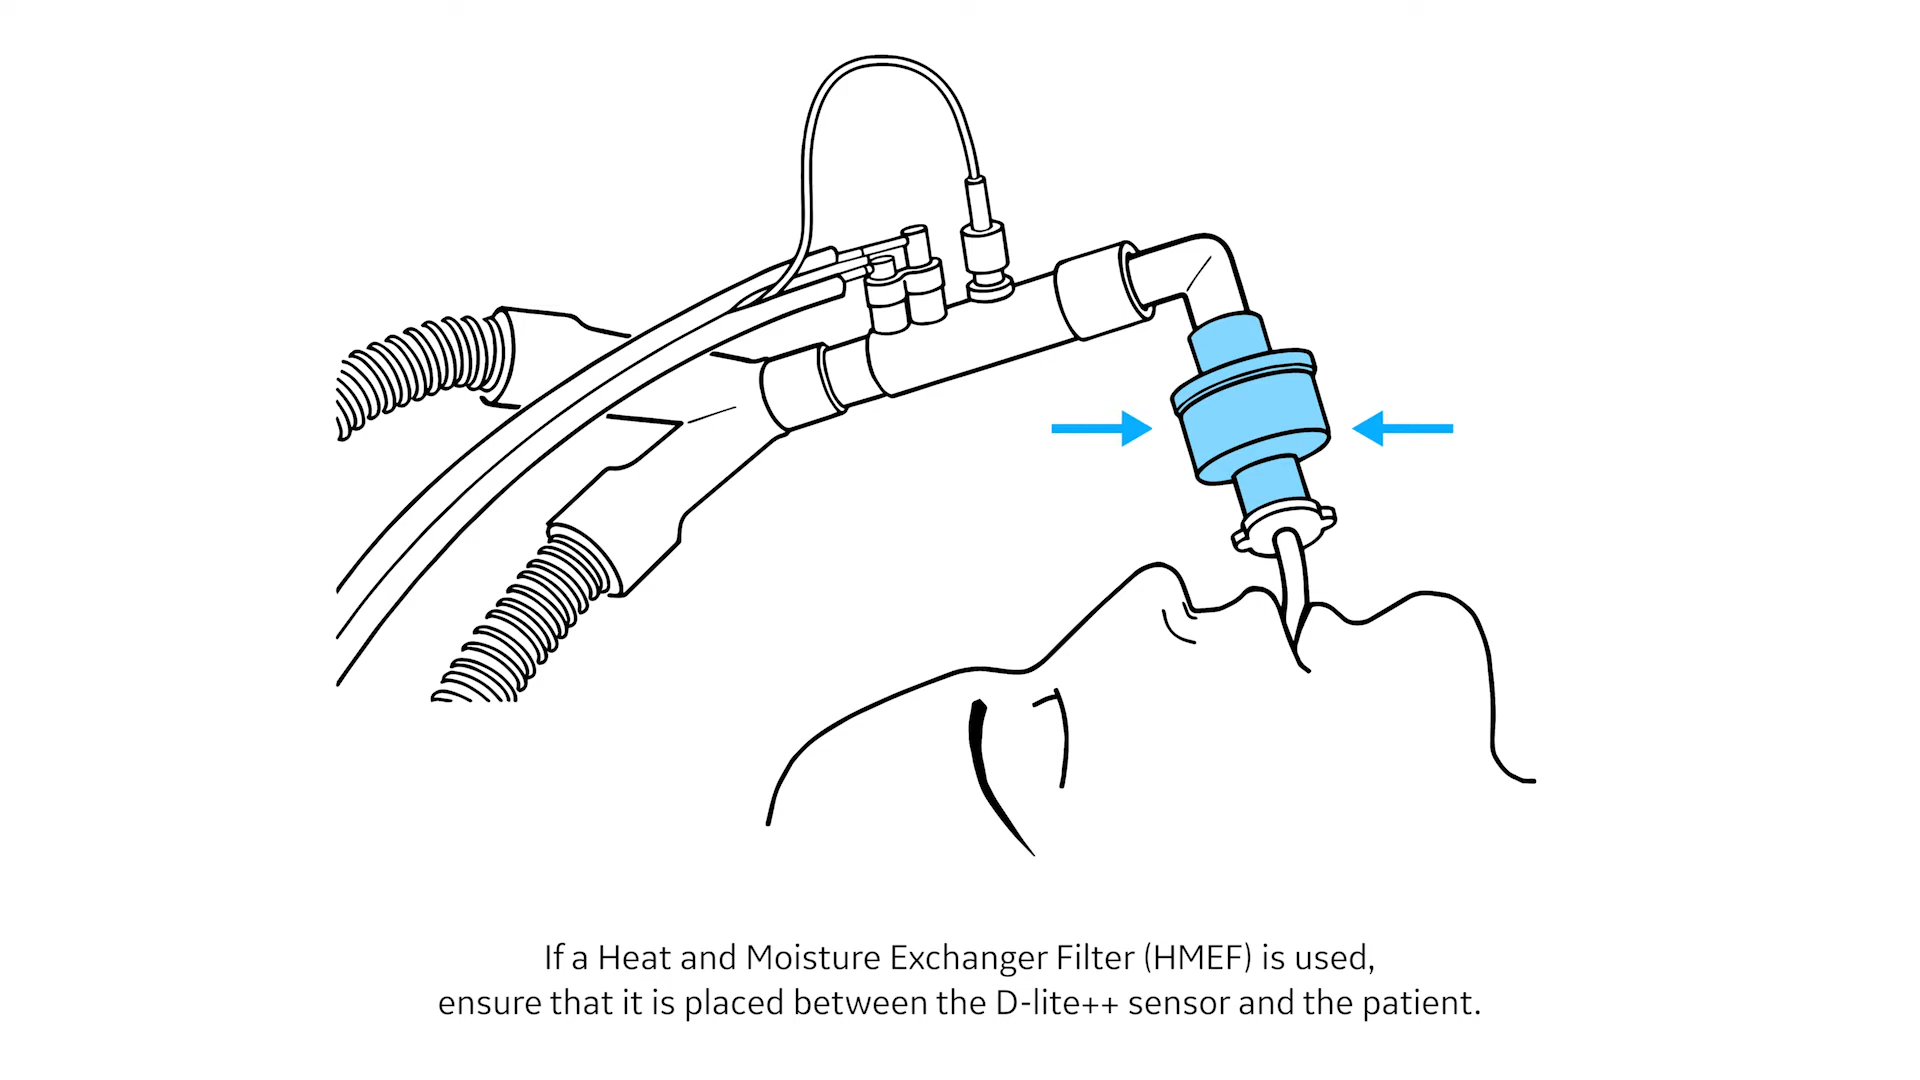 If a Heat and Moisture Exchanger Filter (HMEF) is used,
ensure that it is placed between the D-lite++ sensor and the patient.